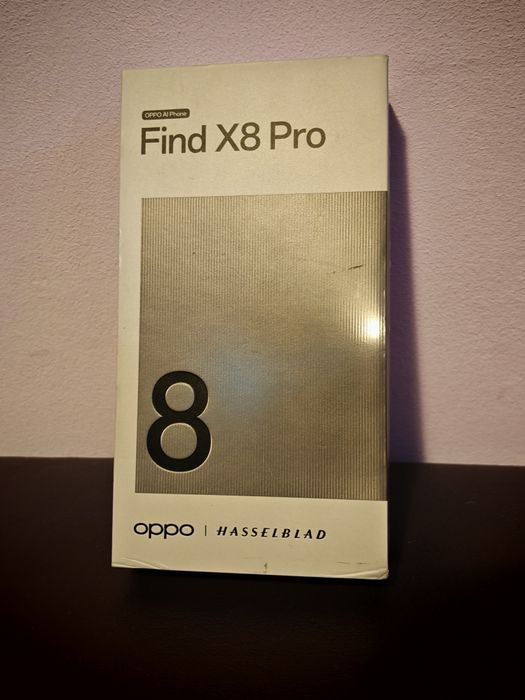 OPPO AI Phone
Find X8 Pro
8
oppo | HASSELBLAD